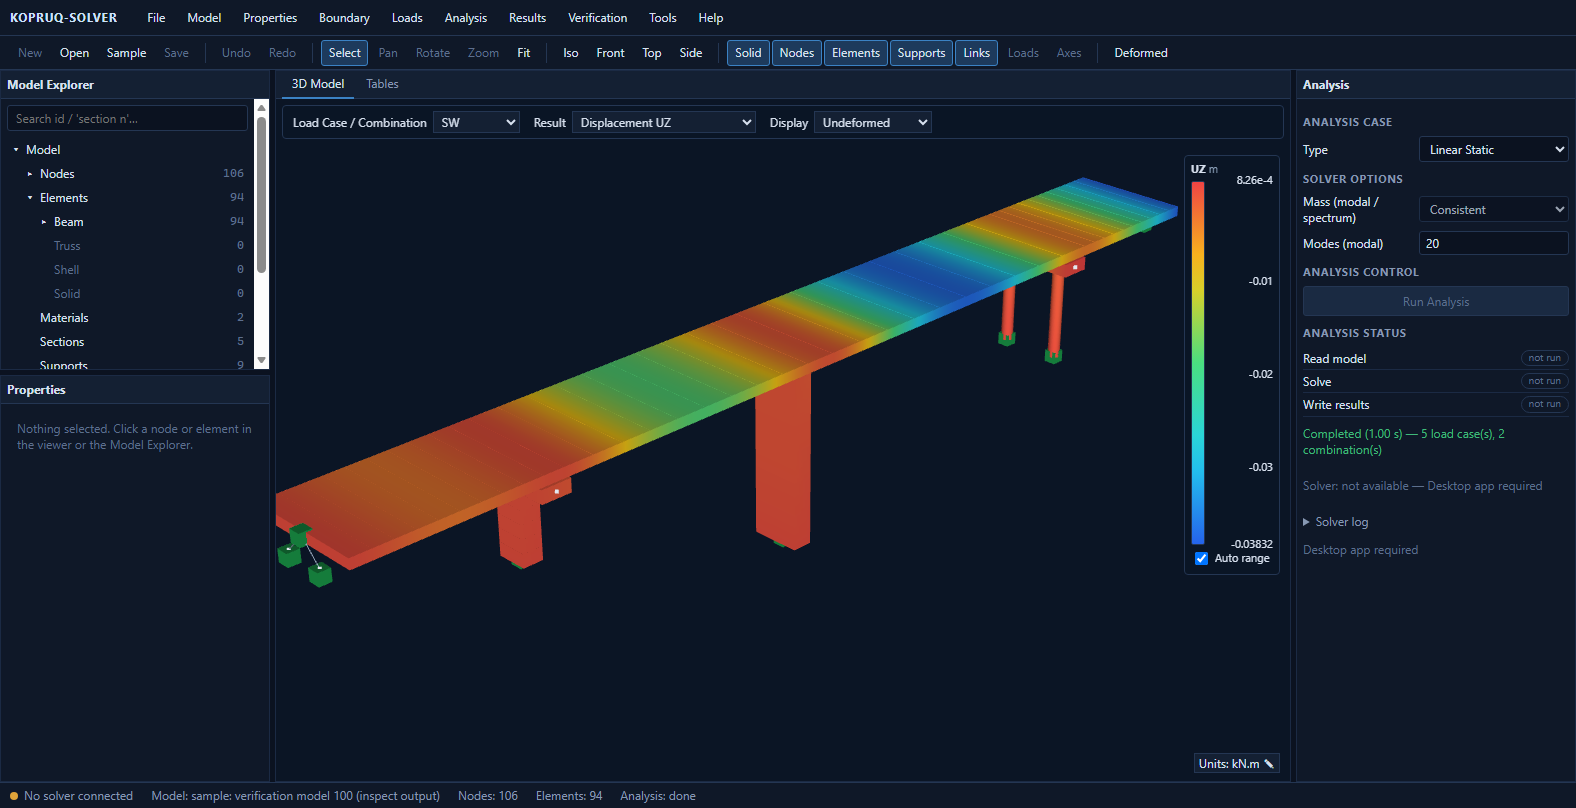 KOPRUQ-SOLVER File Model Properties Boundary Loads Analysis Results Verification Tools Help
New Open Sample Save Undo Redo Select Pan Rotate Zoom Fit Iso Front Top Side Solid Nodes Elements Supports Links Loads Axes Deformed
Model Explorer
Search id / 'section n'...
Model
Nodes 106
Elements 94
Beam 94
Truss 0
Shell 0
Solid 0
Materials 2
Sections 5
Supports 9
Properties
Nothing selected. Click a node or element in
the viewer or the Model Explorer.
3D Model Tables
Load Case / Combination SW Result Displacement UZ Display Undeformed
UZ m
8.26e-4
-0.01
-0.02
-0.03
-0.03832
Auto range
Units: kN.m
Analysis
ANALYSIS CASE
Type Linear Static
SOLVER OPTIONS
Mass (modal /
spectrum) Consistent
Modes (modal) 20
ANALYSIS CONTROL
Run Analysis
ANALYSIS STATUS
Read model not run
Solve not run
Write results not run
Completed (1.00 s) — 5 load case(s), 2
combination(s)
Solver: not available — Desktop app required
Solver log
Desktop app required
No solver connected Model: sample: verification model 100 (inspect output) Nodes: 106 Elements: 94 Analysis: done